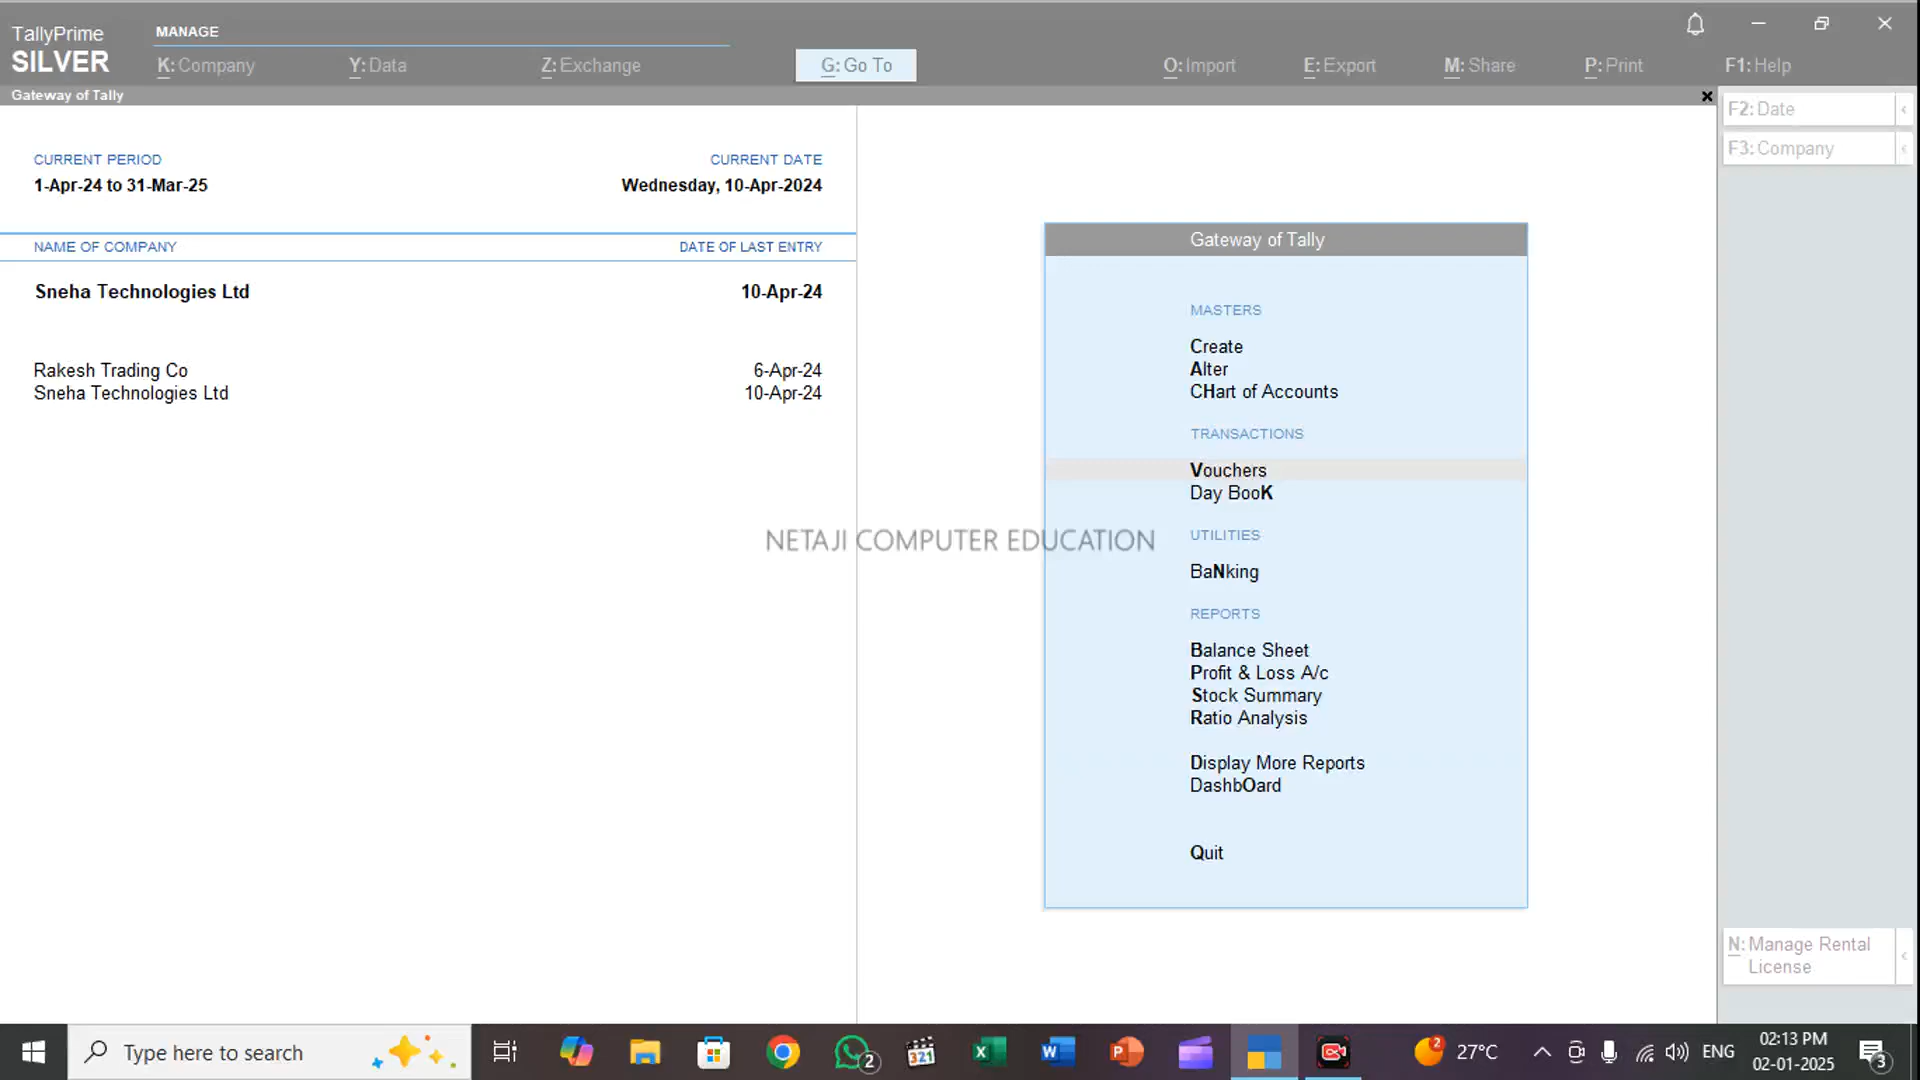 TallyPrime
SILVER
MANAGE
K: Company
Y: Data
Z: Exchange
G: Go To
O: Import
E: Export
M: Share
P: Print
F1: Help
Gateway of Tally
F2: Date
F3: Company
CURRENT PERIOD
CURRENT DATE
1-Apr-24 to 31-Mar-25
Wednesday, 10-Apr-2024
NAME OF COMPANY
DATE OF LAST ENTRY
Sneha Technologies Ltd
10-Apr-24
Rakesh Trading Co
6-Apr-24
Sneha Technologies Ltd
10-Apr-24
Gateway of Tally
MASTERS
Create
Alter
CHart of Accounts
TRANSACTIONS
Vouchers
Day BooK
UTILITIES
BaNking
REPORTS
Balance Sheet
Profit & Loss A/c
Stock Summary
Ratio Analysis
Display More Reports
DashbOard
Quit
NETAJI COMPUTER EDUCATION
N: Manage Rental
License
Type here to search
2
321
2
27°C
ENG
02:13 PM
02-01-2025
3